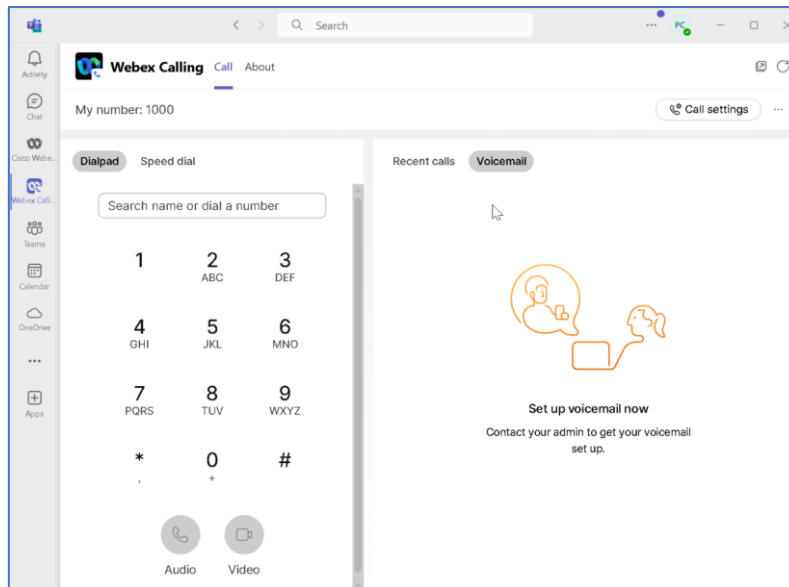 Search
PC
Activity
Chat
Cisco Webe...
Webex Calli...
Teams
Calendar
OneDrive
Apps
Webex Calling Call About
My number: 1000
Call settings
Dialpad Speed dial
Search name or dial a number
1 2 3
ABC DEF
4 5 6
GHI JKL MNO
7 8 9
PQRS TUV WXYZ
* 0 #
, +
Audio Video
Recent calls Voicemail
Set up voicemail now
Contact your admin to get your voicemail
set up.